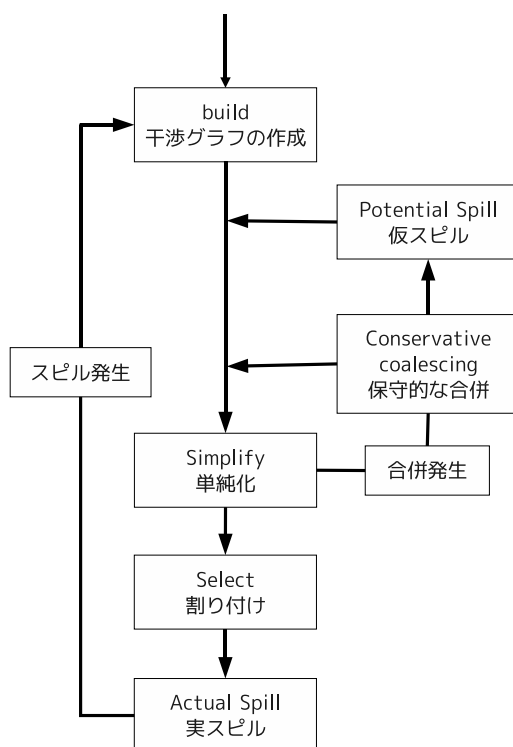 build
干渉グラフの作成
Potential Spill
仮スピル
Conservative
coalescing
保守的な合併
スピル発生
Simplify
単純化
合併発生
Select
割り付け
Actual Spill
実スピル